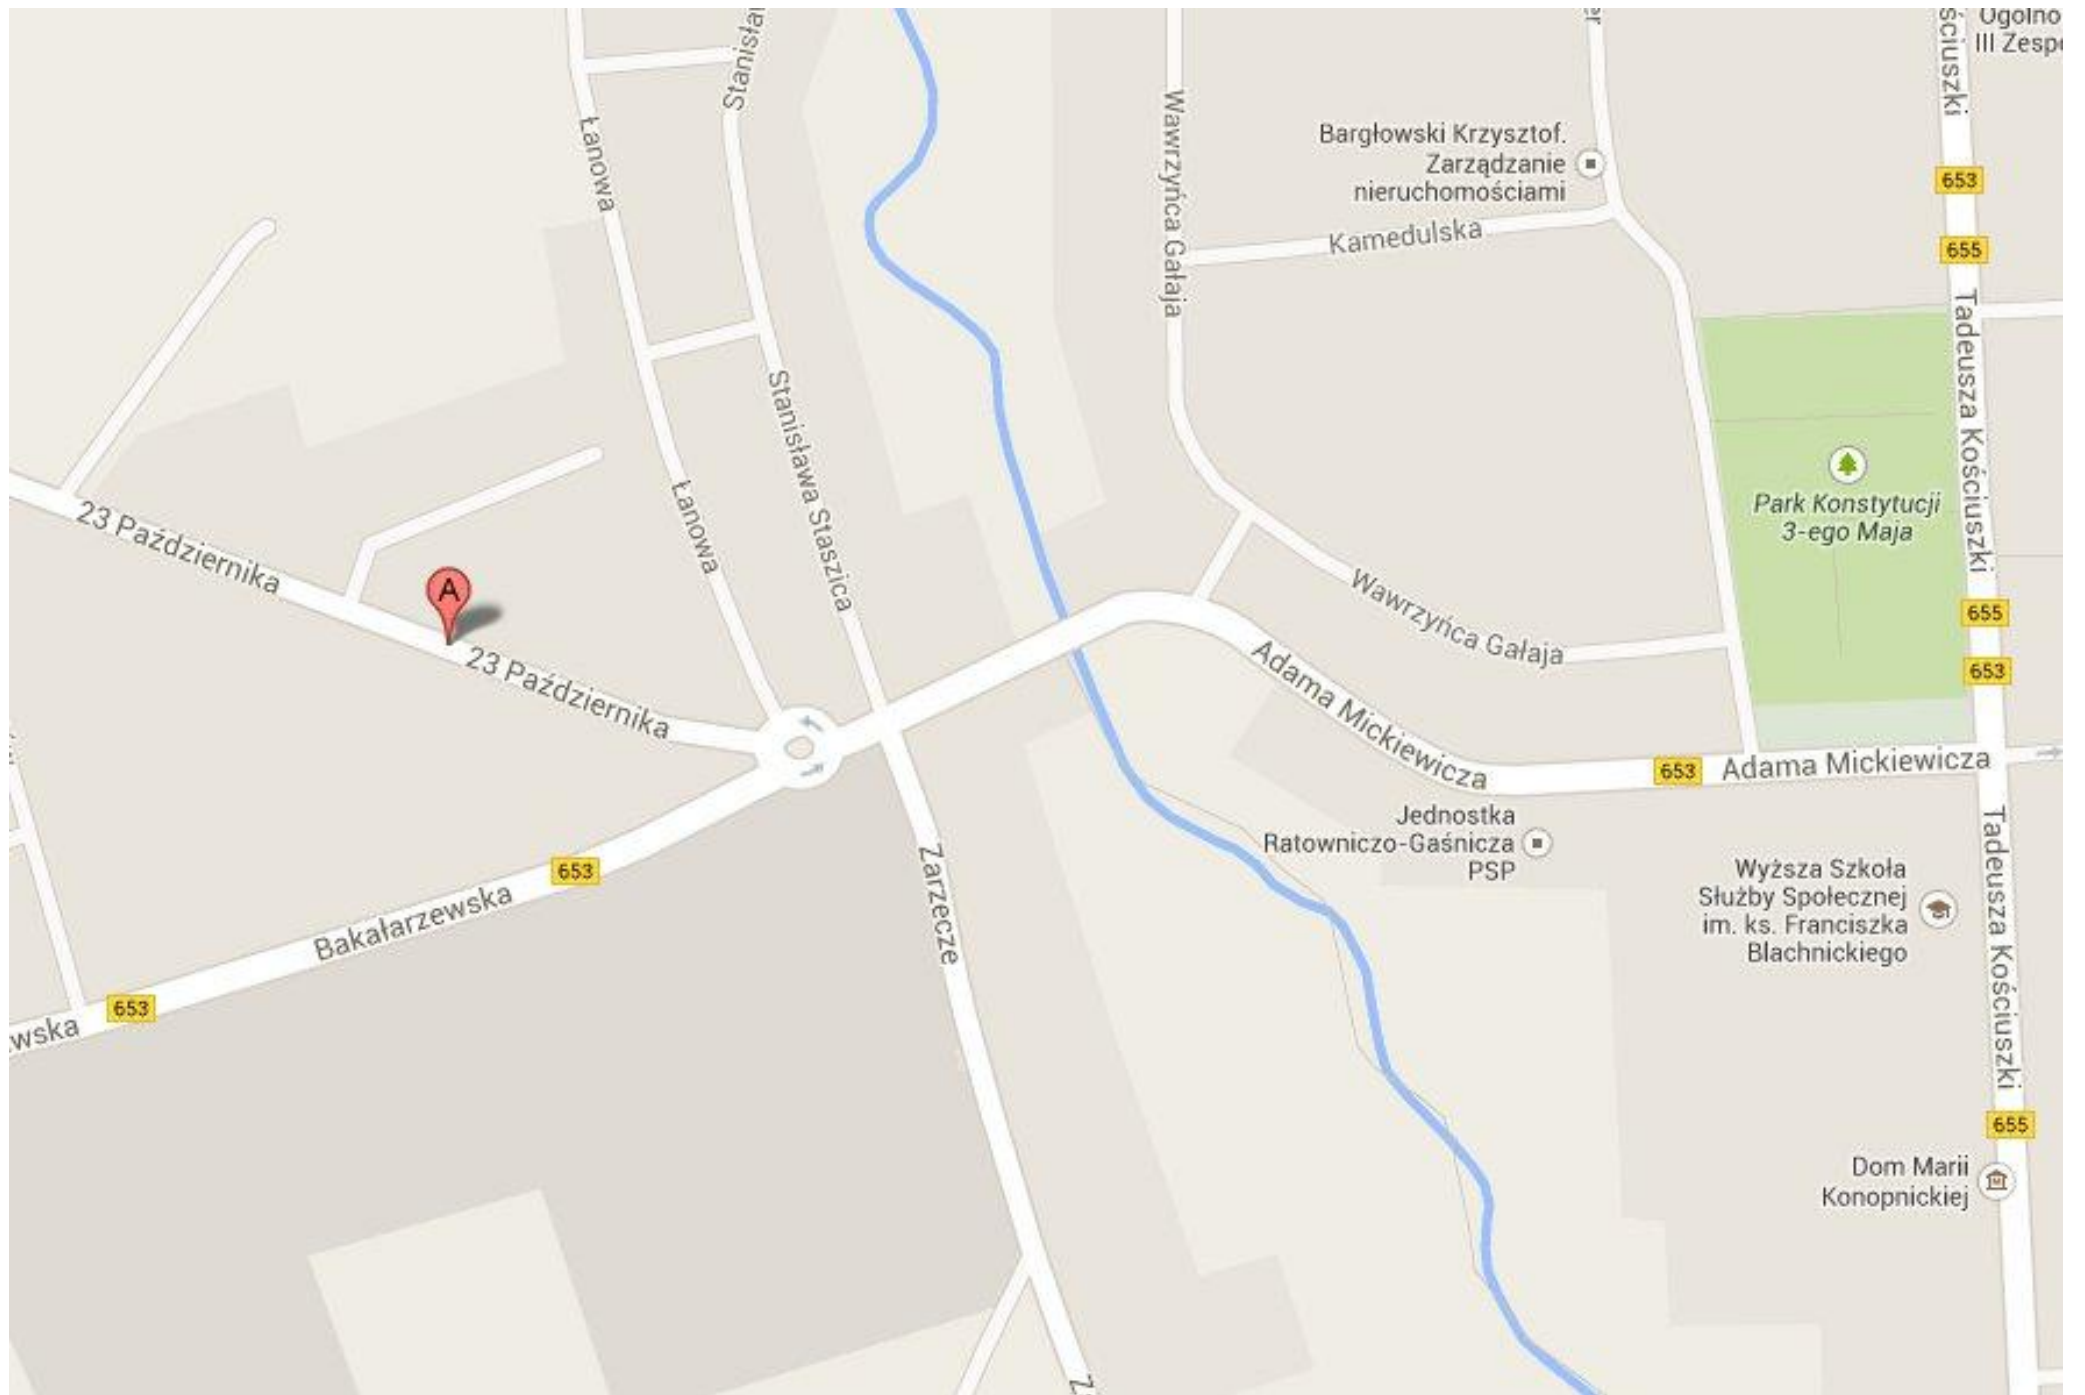 Stanisła
Ogólno
III Zesp
ściuszki
Łanowa
Wawrzyńca Gałaja
Bargłowski Krzysztof.
Zarządzanie
nieruchomościami
653
Kamedulska
655
Tadeusza Kościuszki
Stanisława Staszica
Łanowa
Park Konstytucji
3-ego Maja
23 Października
A
655
Wawrzyńca Gałaja
23 Października
653
Adama Mickiewicza
653
Adama Mickiewicza
Jednostka
Ratowniczo-Gaśnicza
PSP
653
Wyższa Szkoła
Służby Społecznej
im. ks. Franciszka
Blachnickiego
Bakałarzewska
Zarzecze
Tadeusza Kościuszki
653
wska
655
Dom Marii
Konopnickiej